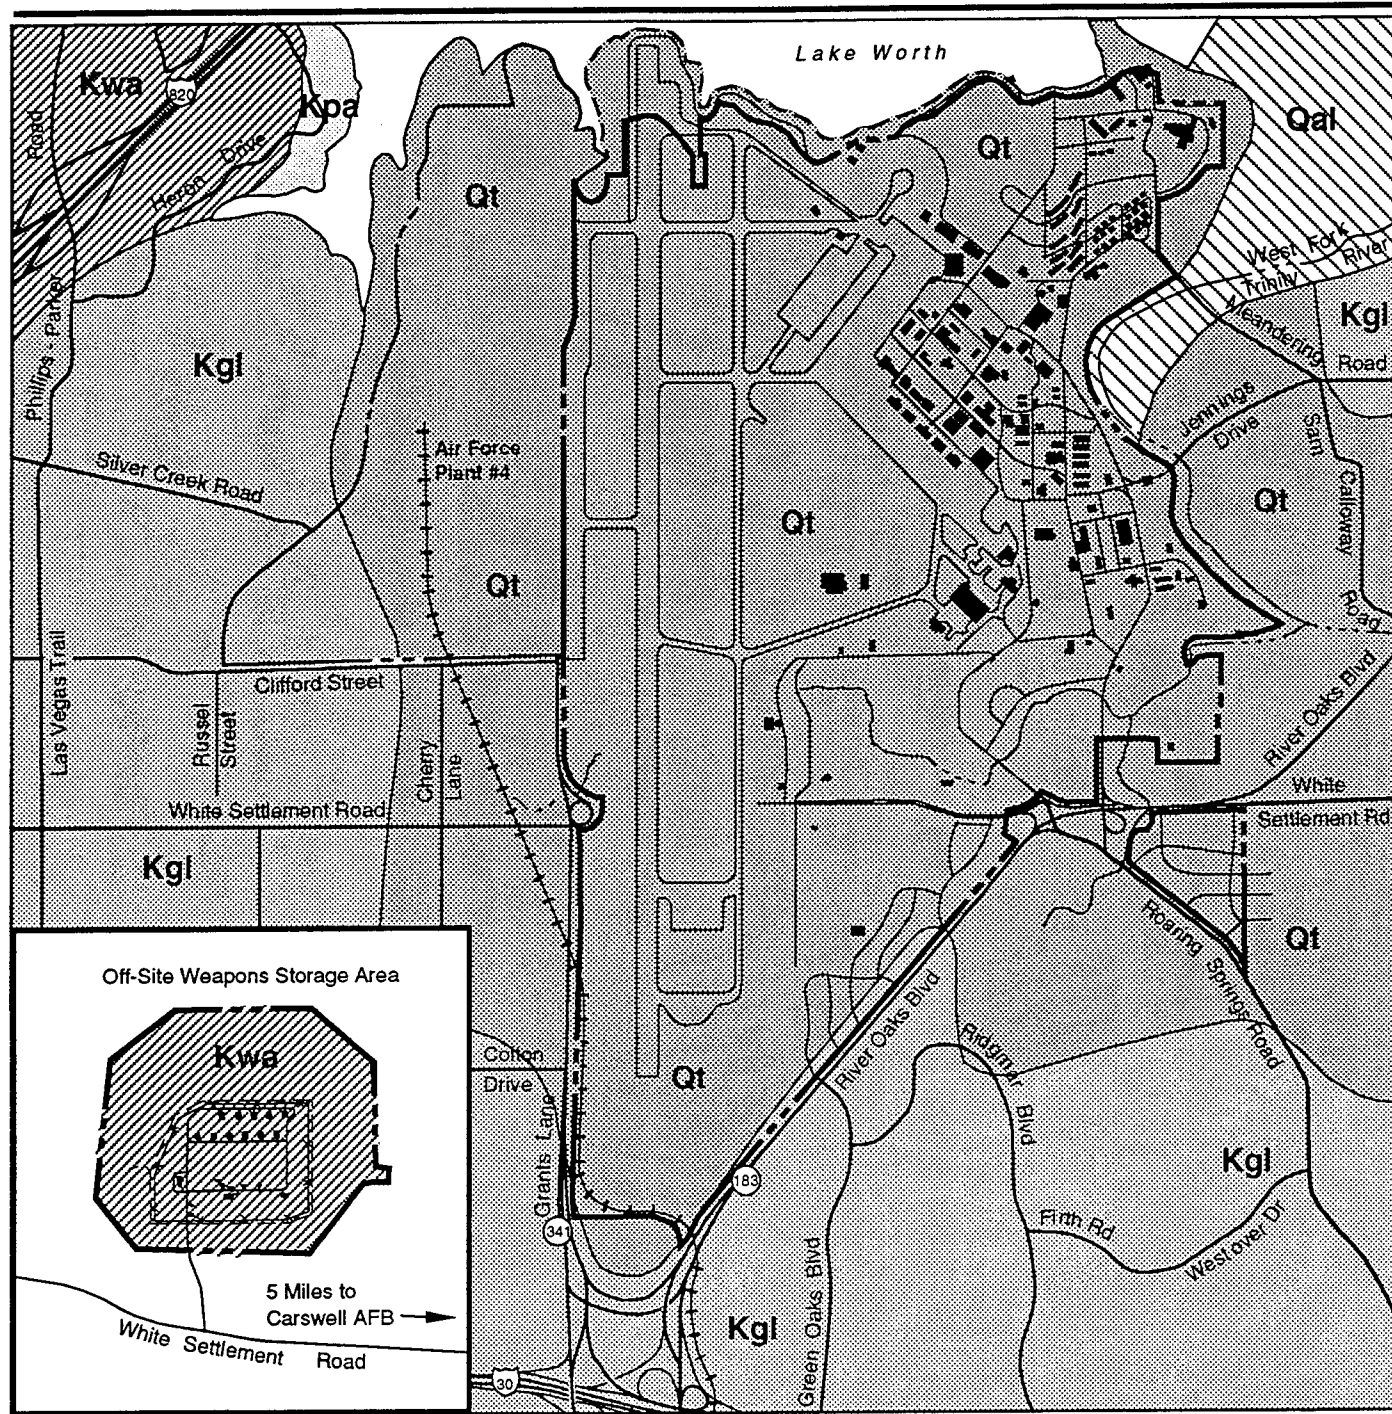 Lake Worth
Kwa
820
Kpa
Road
Heron Drive
Qt
Qt
Qal
West Fork
Trinity River
Meandering
Road
Kgl
Kgl
Phillips - Parker
Jennings
Drive
Sam
Calloway
Road
Silver Creek Road
Air Force
Plant #4
Qt
Qt
Qt
Las Vegas Trail
Clifford Street
Russel
Street
Cherry
Lane
River Oaks Blvd
White Settlement Road
White
Settlement Rd
Kgl
Roaring Springs Road
Qt
Off-Site Weapons Storage Area
Kwa
5 Miles to
Carswell AFB
White Settlement Road
Colton
Drive
Grants Lane
Qt
River Oaks Blvd
Ridgmar
Blvd
183
341
Kgl
Firth Rd
Westover Dr
Green Oaks Blvd
Kgl
30